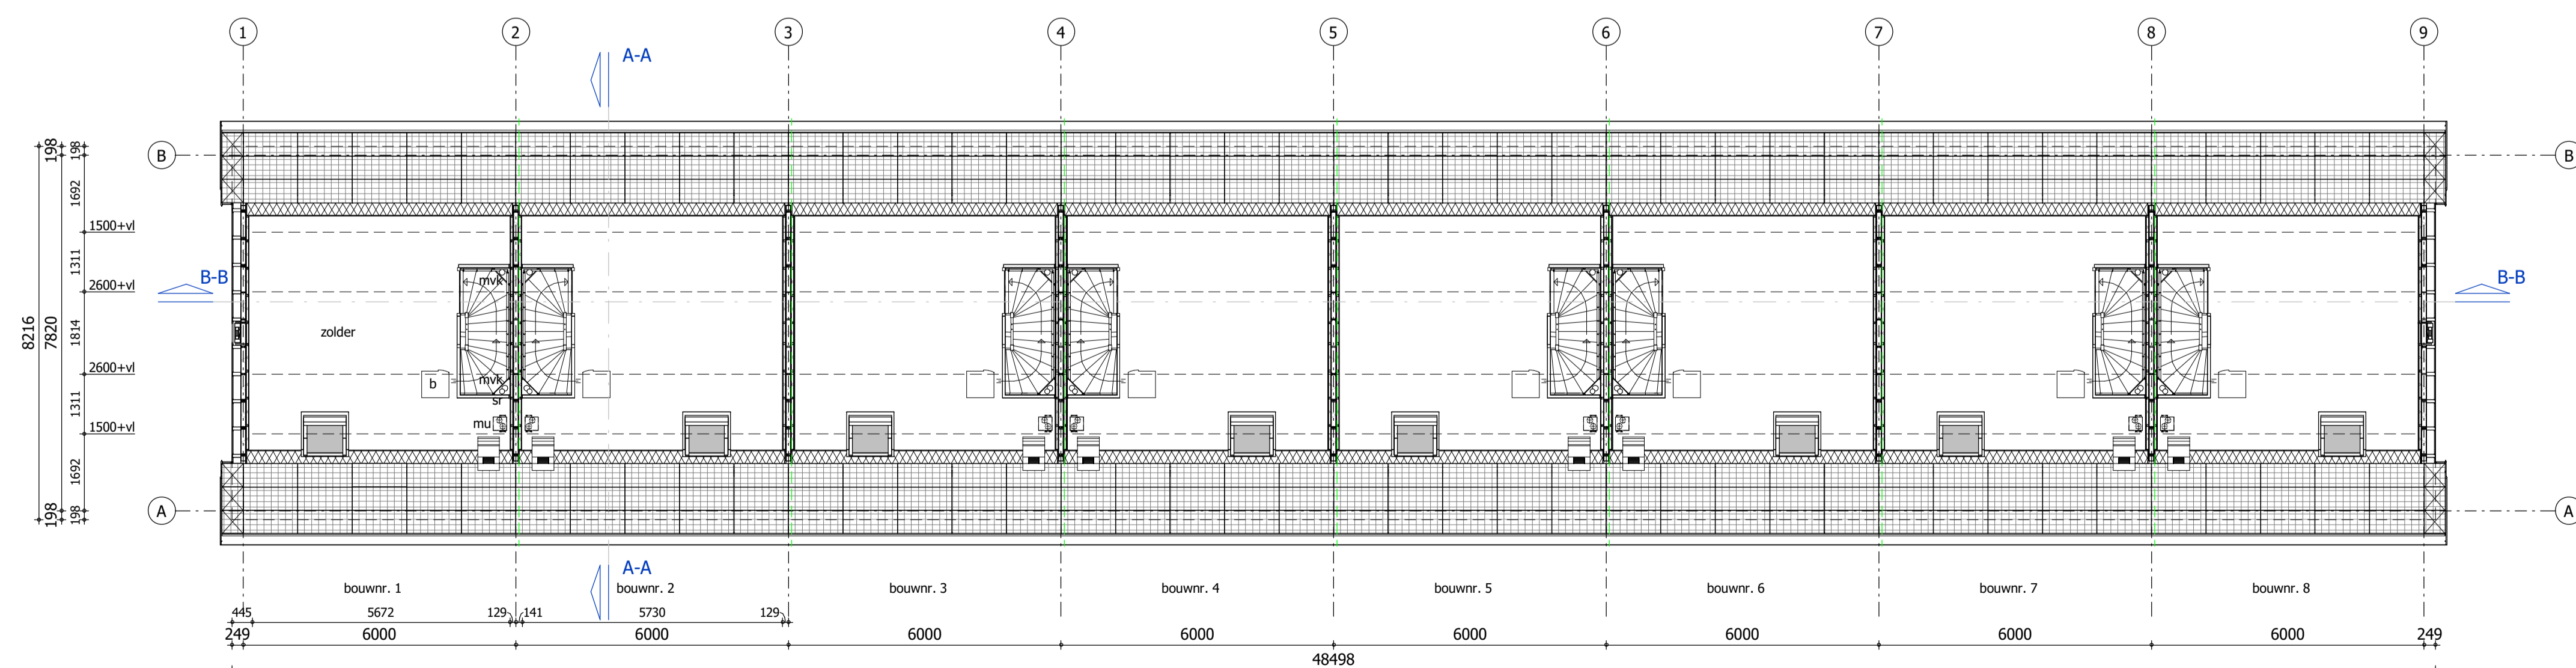 1 2 3 4 5 6 7 8 9
A-A
B B
198 198
1692
1500+vl
1311
2600+vl
B-B B-B
mvk
8216 7820 1814
zolder
2600+vl
b mvk
sr
1311
mu
1500+vl
1692
A A
198 198
A-A
bouwnr. 1 bouwnr. 2 bouwnr. 3 bouwnr. 4 bouwnr. 5 bouwnr. 6 bouwnr. 7 bouwnr. 8
445 5672 129 141 5730 129
249 6000 6000 6000 6000 6000 6000 6000 6000 249
48498